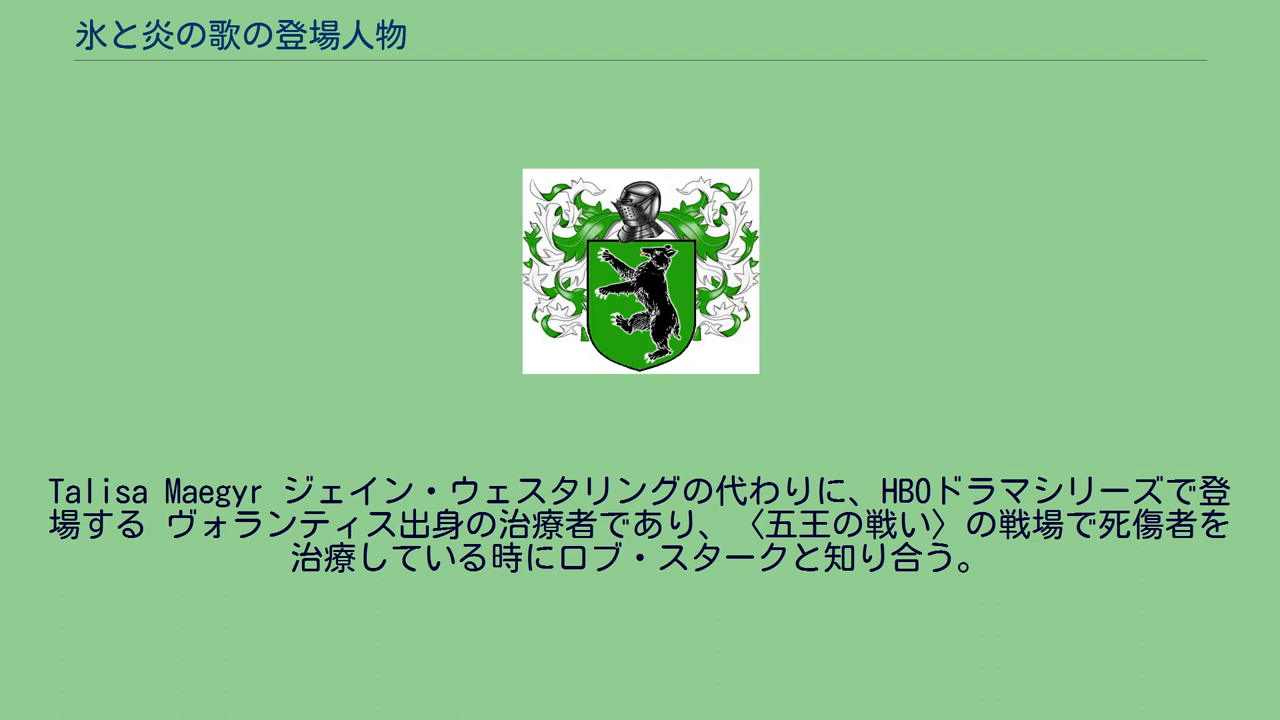 氷と炎の歌の登場人物
Talisa Maegyr ジェイン・ウェスタリングの代わりに、HBOドラマシリーズで登
場する ヴォランティス出身の治療者であり、〈五王の戦い〉の戦場で死傷者を
治療している時にロブ・スタークと知り合う。